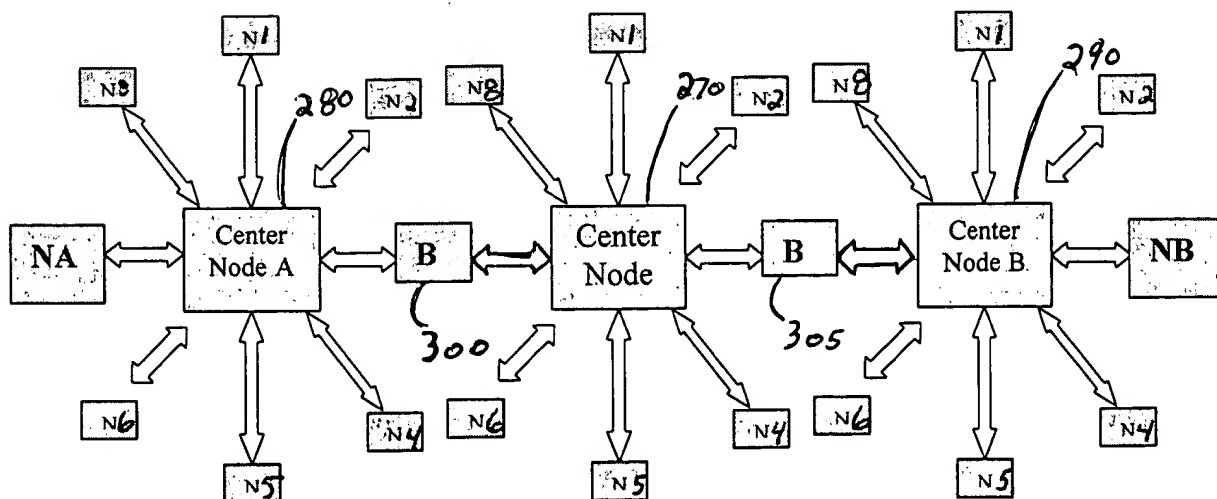 N1
N1
N1
N8
280
N2
N8
270
N2
N8
290
N2
NA
Center
Node A
B
Center
Node
B
Center
Node B
NB
300
305
N6
N4
N6
N4
N6
N4
N5
N5
N5